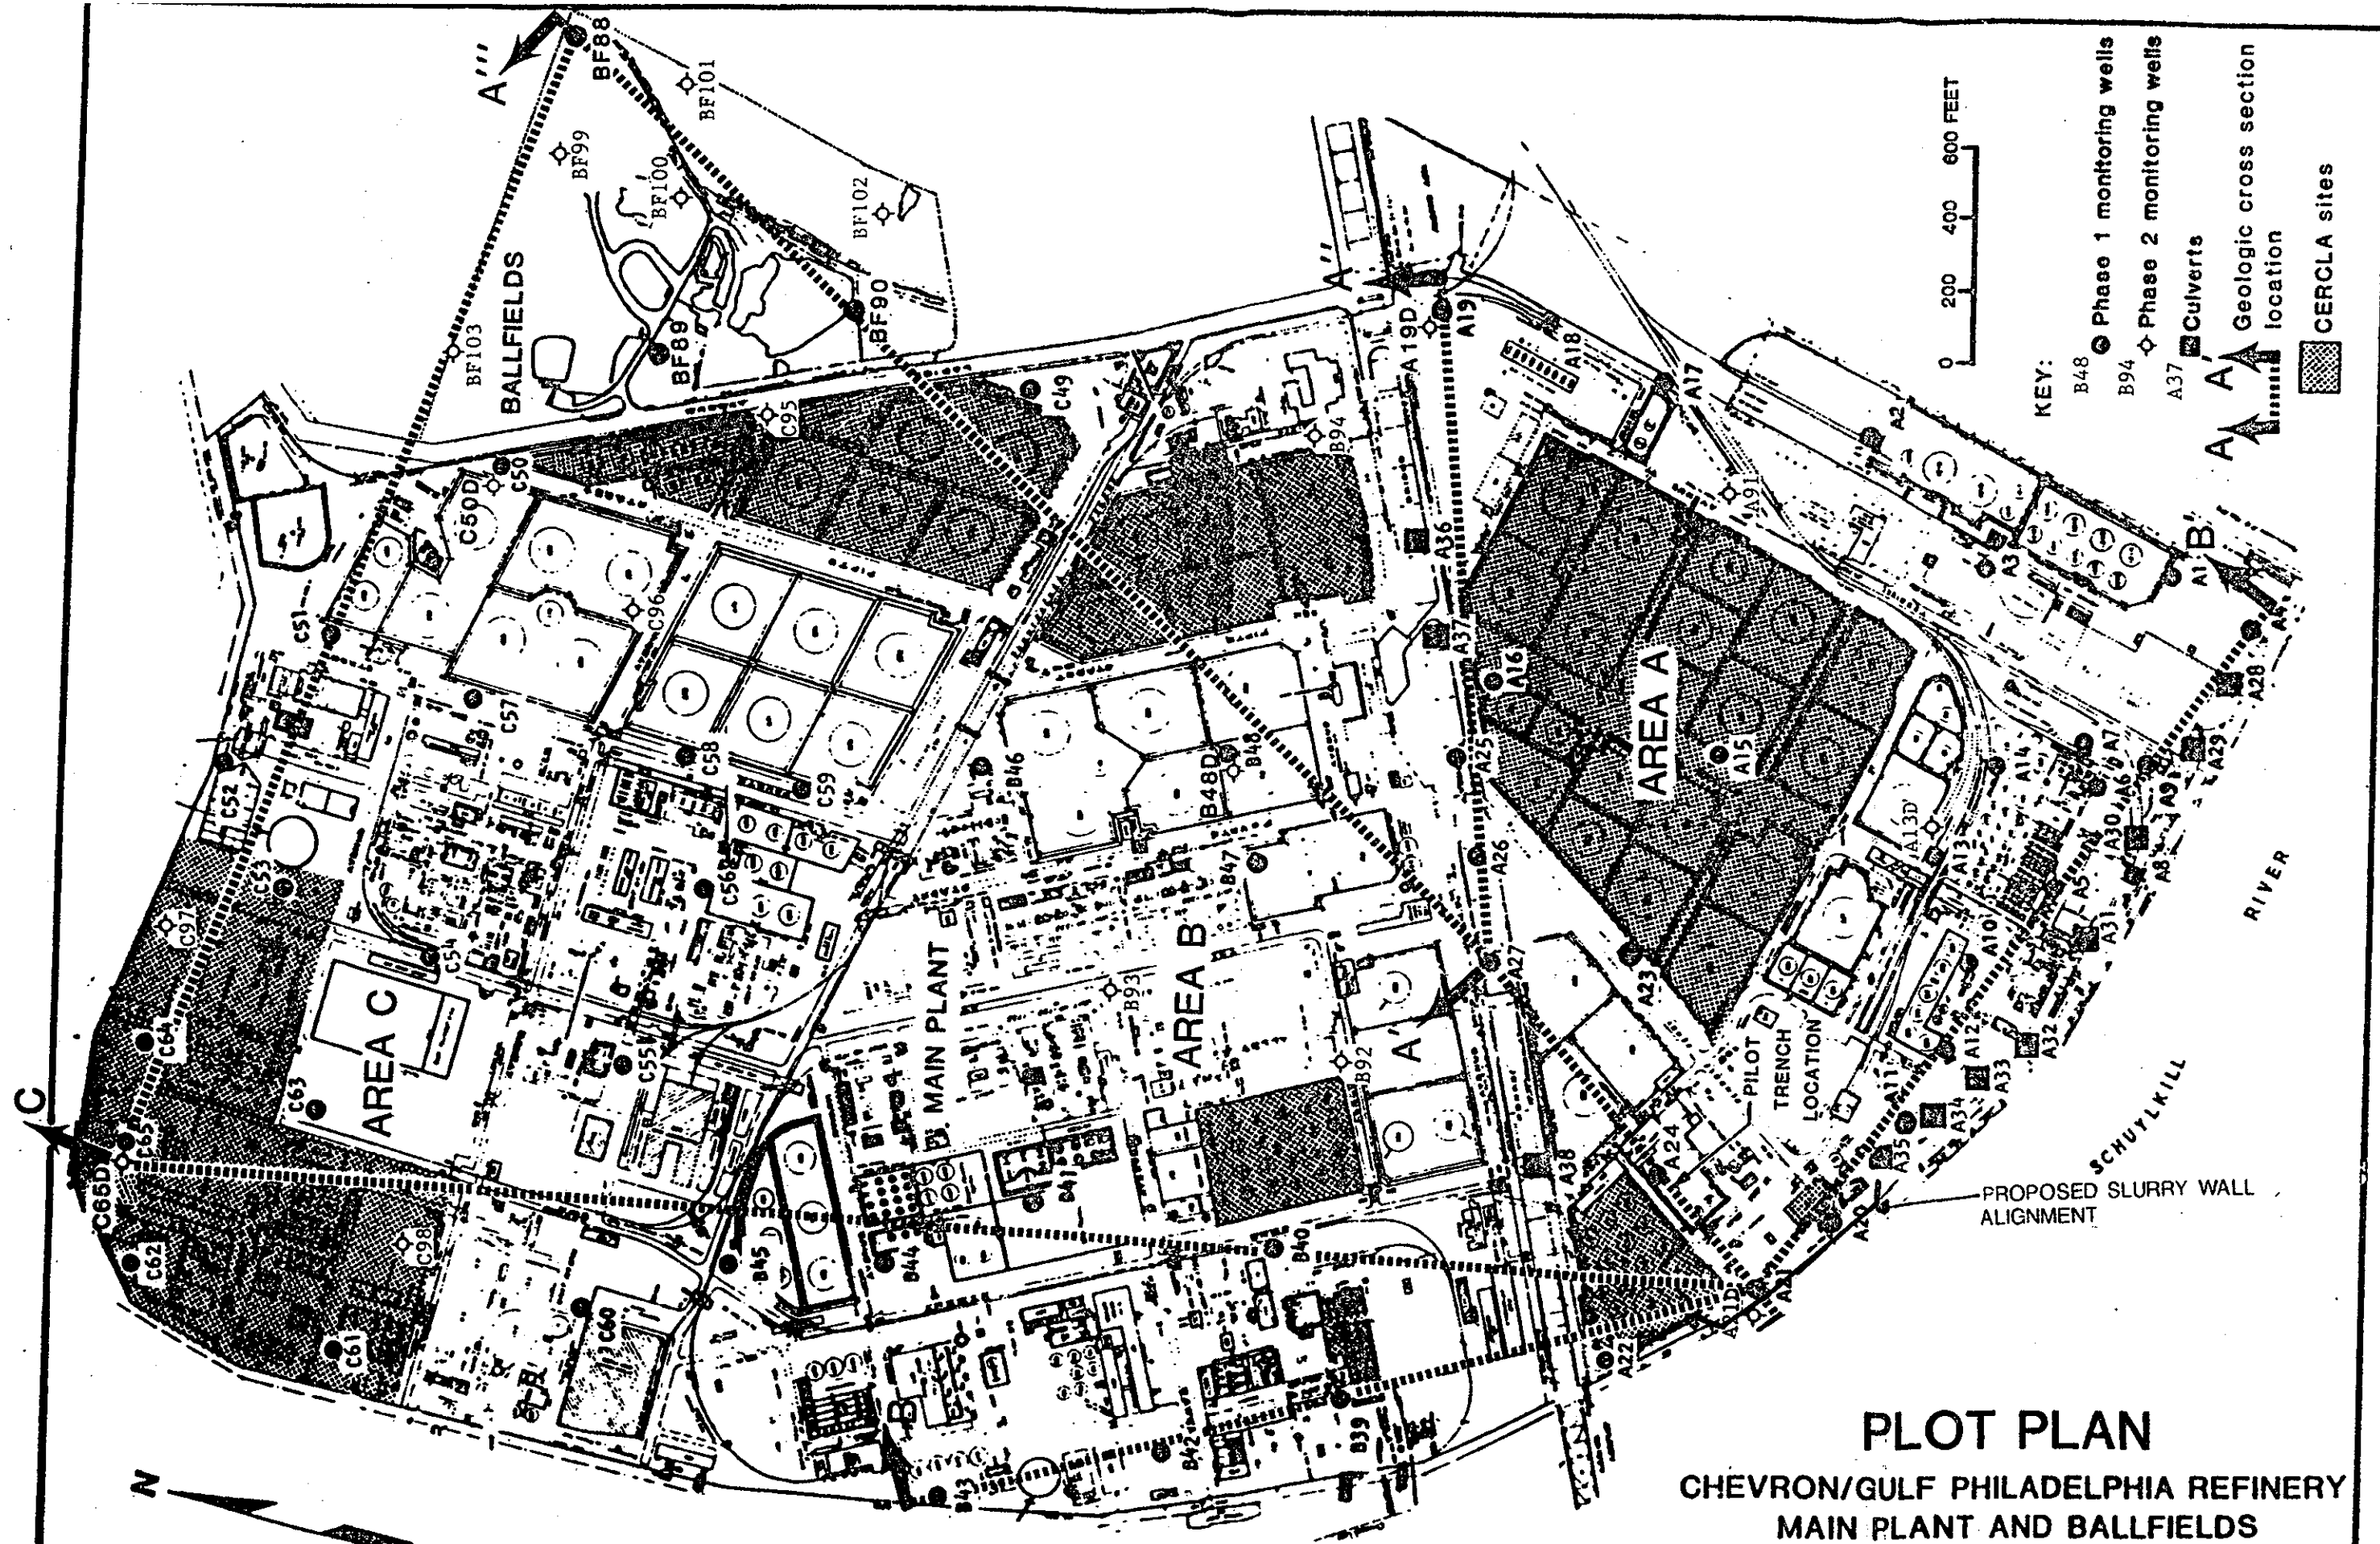 A'''
BF88
BF101
BF99
BF100
BF102
BALLFIELDS
BF103
BF89
BF90
C95
C49
C50
C50D
C51
C96
C57
C58
C59
C52
C53
C56
C97
C54
C55
C64
C63
C
C65
C65D
C62
C61
C98
C60
AREA C
MAIN PLANT
AREA B
AREA A
B94
B46
B48
B48D
B47
B93
B92
B41
B45
B44
B40
B
B43
B42
B39
A'
A''
A19D
A19
A18
A17
A36
A37
A16
A25
A15
A26
A27
A23
A91
A2
A3
A1
B'
A4
A28
A29
A14
A7
A6
A9
A30
A8
A5
A13D
A13
A10
A31
A32
A12
A33
A11
A34
A35
A38
A24
A20
A21
A21D
A22
PILOT
TRENCH
LOCATION
SCHUYLKILL
RIVER
PROPOSED SLURRY WALL
ALIGNMENT
N
0 200 400 600 FEET
KEY:
B48 Phase 1 monitoring wells
B94 Phase 2 monitoring wells
A37 Culverts
A A' Geologic cross section
location
CERCLA sites
PLOT PLAN
CHEVRON/GULF PHILADELPHIA REFINERY
MAIN PLANT AND BALLFIELDS